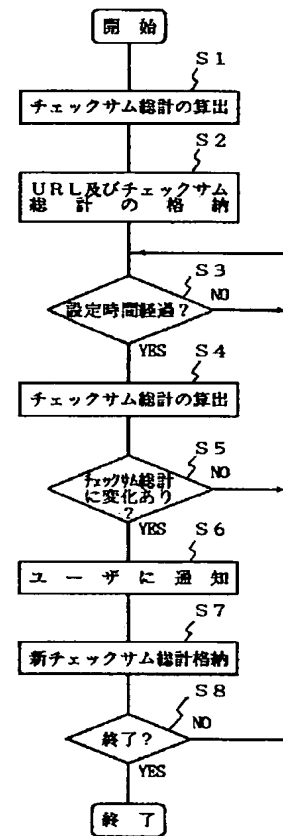 開始
S1
チェックサム総計の算出
S2
URL及びチェックサム
総計の格納
S3
設定時間経過?
NO
YES
S4
チェックサム総計の算出
S5
チェックサム総計
に変化あり
?
NO
YES
S6
ユーザに通知
S7
新チェックサム総計格納
S8
終了?
NO
YES
終了